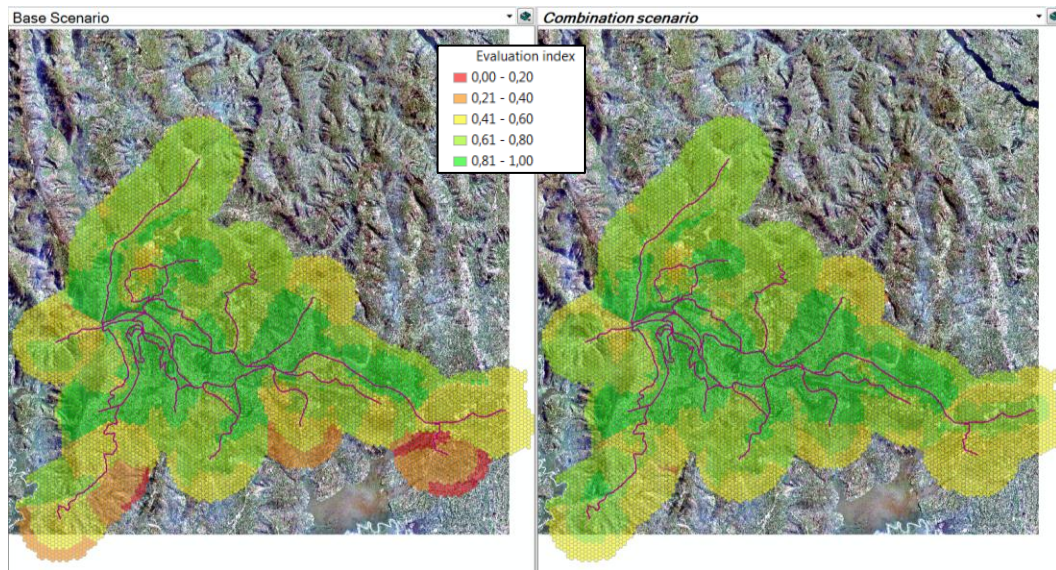 Base Scenario
Combination scenario
Evaluation index
0,00 - 0,20
0,21 - 0,40
0,41 - 0,60
0,61 - 0,80
0,81 - 1,00